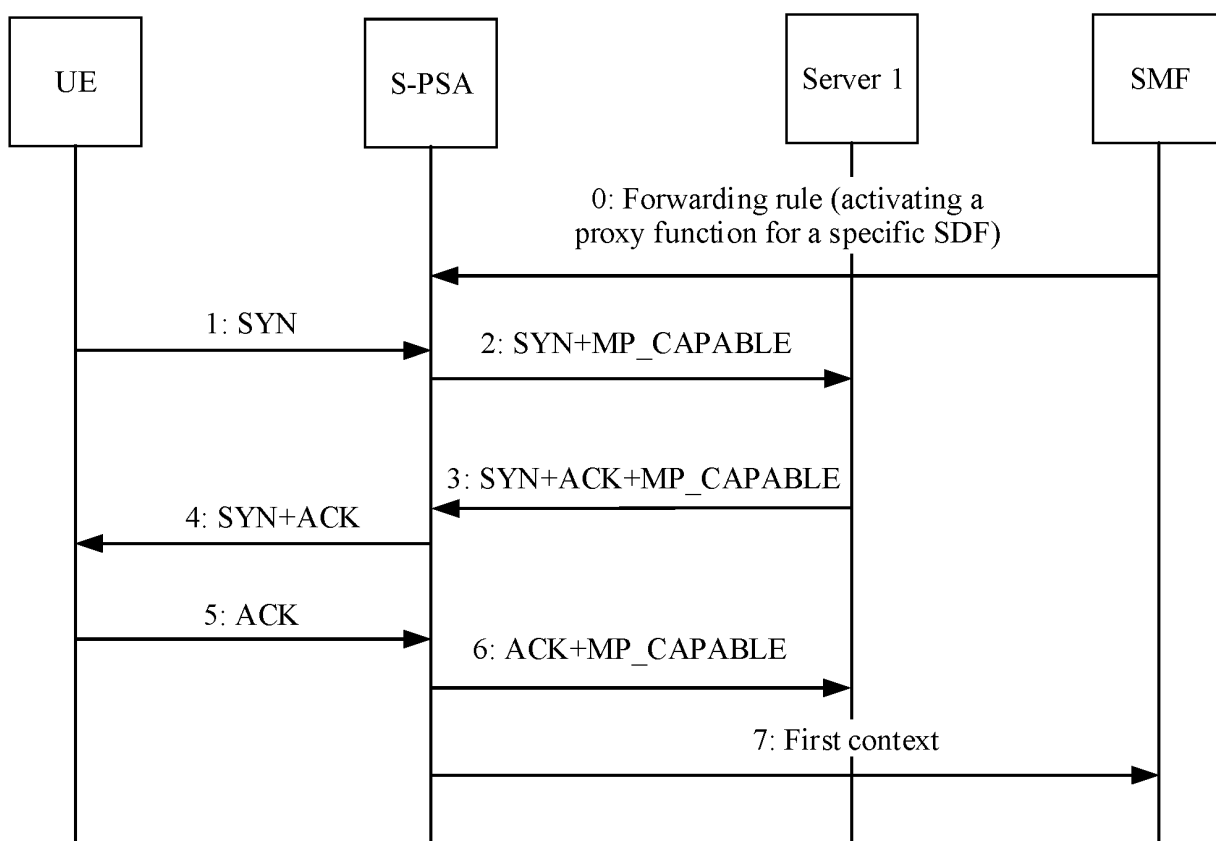 UE
S-PSA
Server 1
SMF
0: Forwarding rule (activating a
proxy function for a specific SDF)
1: SYN
2: SYN+MP_CAPABLE
3: SYN+ACK+MP_CAPABLE
4: SYN+ACK
5: ACK
6: ACK+MP_CAPABLE
7: First context